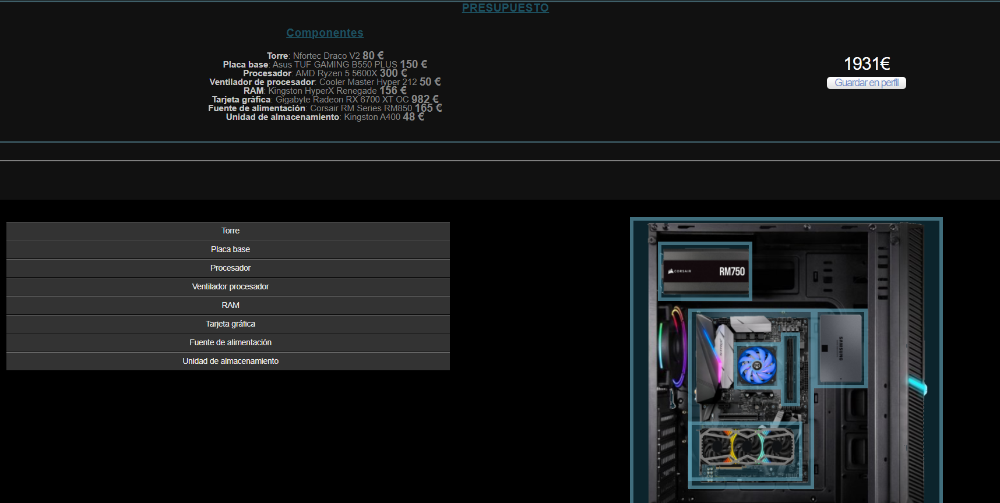 PRESUPUESTO
Componentes
Torre: Nfortec Draco V2 80 €
Placa base: Asus TUF GAMING B550 PLUS 150 €
Procesador: AMD Ryzen 5 5600X 300 €
Ventilador de procesador: Cooler Master Hyper 212 50 €
RAM: Kingston HyperX Renegade 156 €
Tarjeta gráfica: Gigabyte Radeon RX 6700 XT OC 982 €
Fuente de alimentación: Corsair RM Series RM850 165 €
Unidad de almacenamiento: Kingston A400 48 €
1931€
Guardar en perfil
Torre
Placa base
Procesador
Ventilador procesador
RAM
Tarjeta gráfica
Fuente de alimentación
Unidad de almacenamiento
CORSAIR RM750
STRIX
SAMSUNG